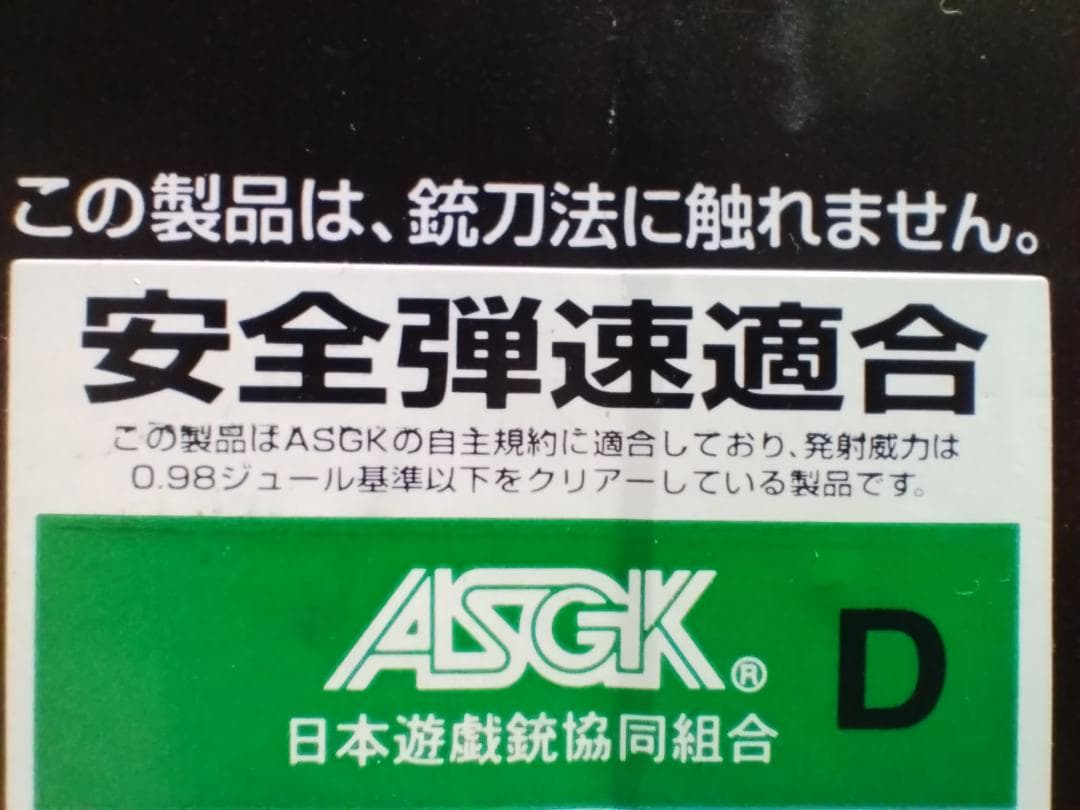 この製品は、銃刀法に触れません。
安全弾速適合
この製品はASGKの自主規約に適合しており、発射威力は
0.98ジュール基準以下をクリアーしている製品です。
ASGK®
D
日本遊戯銃協同組合